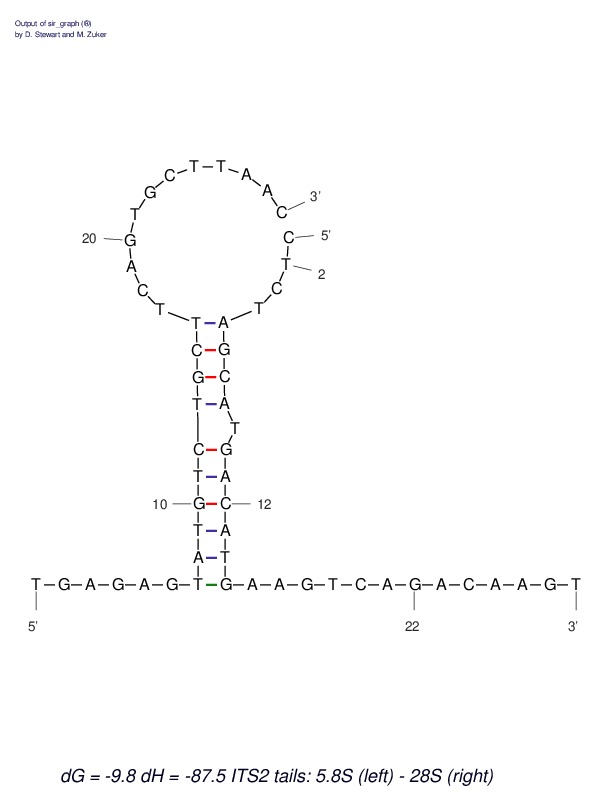 Output of sir_graph (®)
by D. Stewart and M. Zuker
T T
C A
G A
T C 3'
20 G C 5'
A T 2
C C
T T
T A
C G
G C
T A
T
C G
T A
10 G C 12
T A
A T
T G A G A G T G A A G T C A G A C A A G T
5' 22 3'
dG = -9.8 dH = -87.5 ITS2 tails: 5.8S (left) - 28S (right)